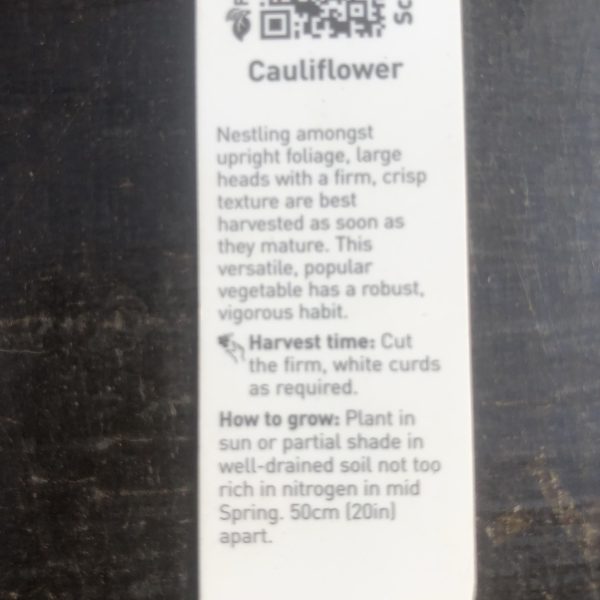 Sc
Cauliflower
Nestling amongst
upright foliage, large
heads with a firm, crisp
texture are best
harvested as soon as
they mature. This
versatile, popular
vegetable has a robust,
vigorous habit.
Harvest time: Cut
the firm, white curds
as required.
How to grow: Plant in
sun or partial shade in
well-drained soil not too
rich in nitrogen in mid
Spring. 50cm (20in)
apart.